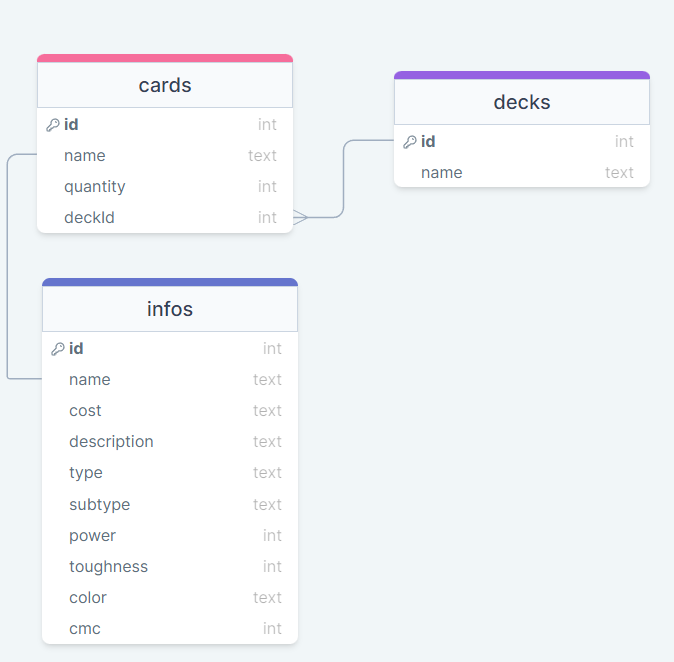 cards
id int
name text
quantity int
deckId int
decks
id int
name text
infos
id int
name text
cost text
description text
type text
subtype text
power int
toughness int
color text
cmc int